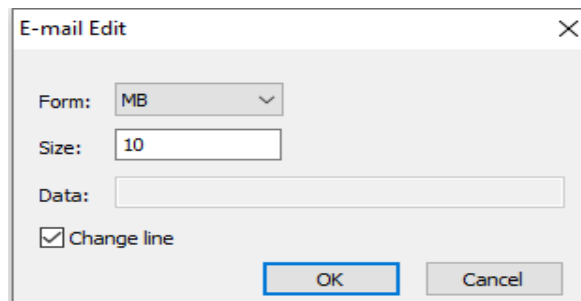 E-mail Edit
Form: MB
Size: 10
Data:
Change line
OK Cancel